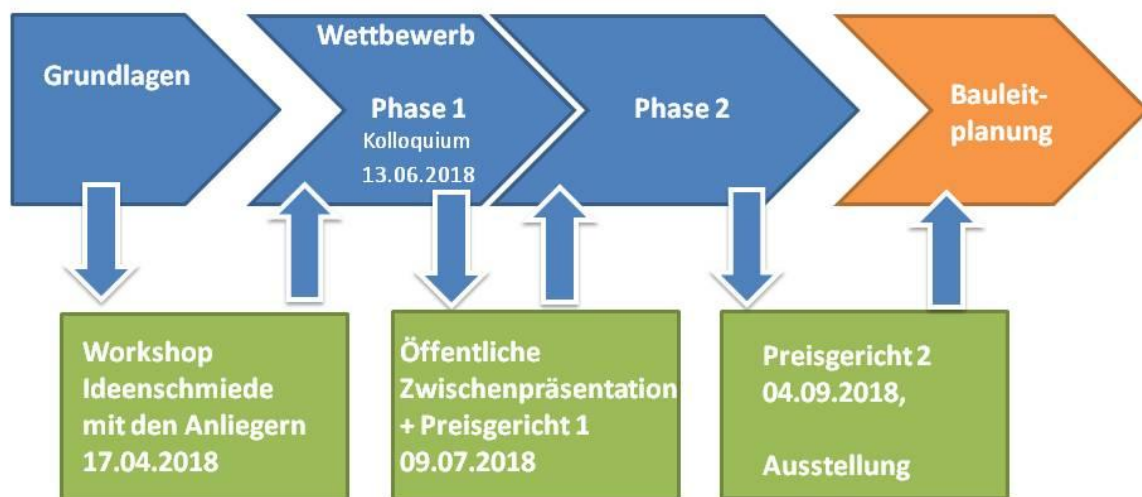 Grundlagen
Wettbewerb
Phase 1
Kolloquium
13.06.2018
Phase 2
Bauleit-
planung
Workshop
Ideenschmiede
mit den Anliegern
17.04.2018
Öffentliche
Zwischenpräsentation
+ Preisgericht 1
09.07.2018
Preisgericht 2
04.09.2018,
Ausstellung